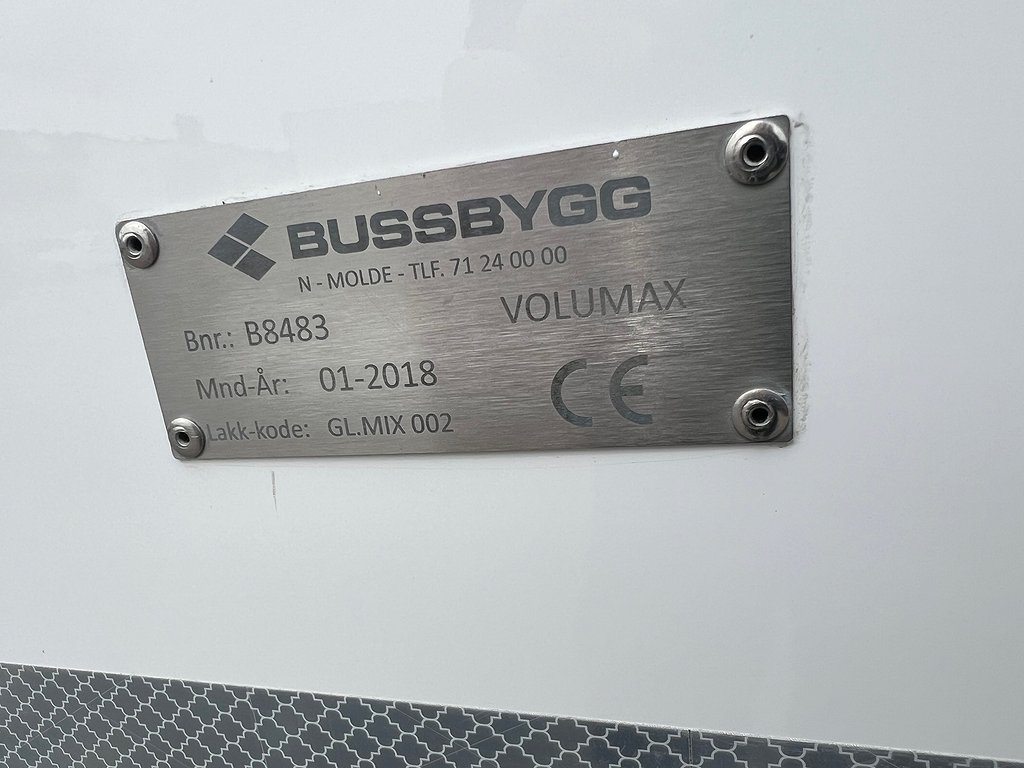 BUSSBYGG
N - MOLDE - TLF. 71 24 00 00
VOLUMAX
Bnr.: B8483
Mnd-År: 01-2018
Lakk-kode: GL.MIX 002
CE